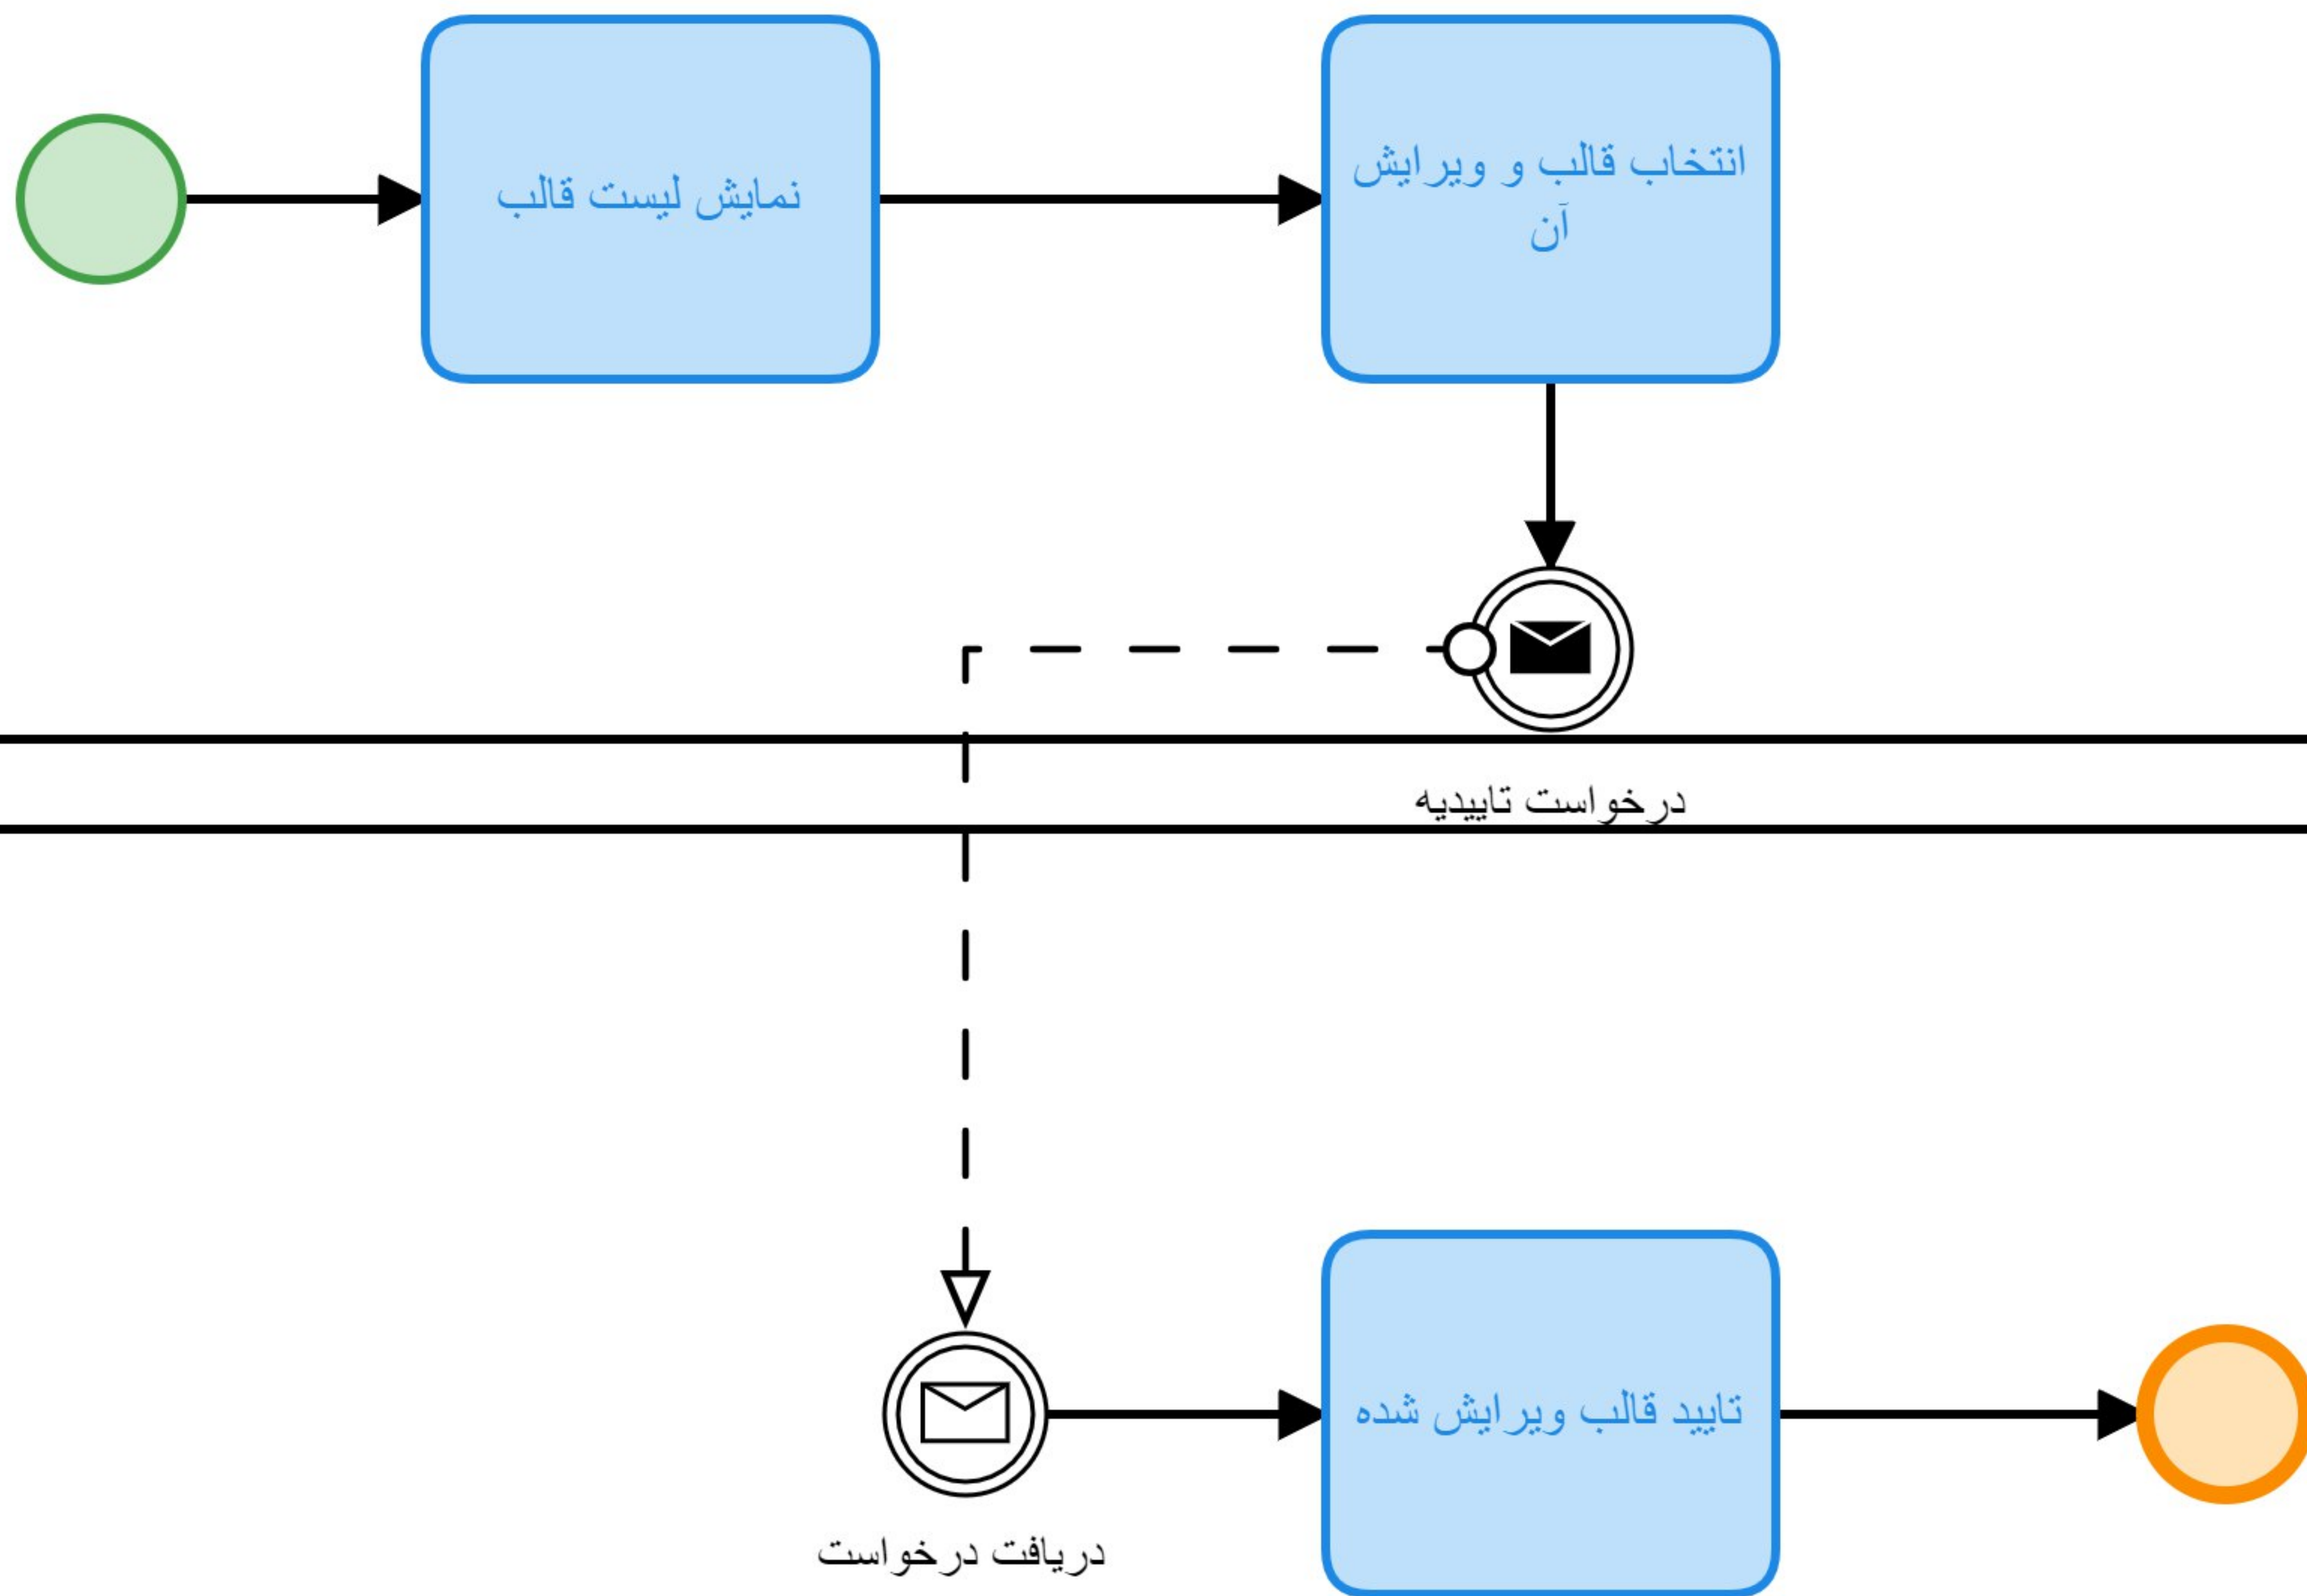 نمایش لیست قالب
انتخاب قالب و ویرایش
آن
درخواست تاییدیه
تایید قالب ویرایش شده
دریافت درخواست